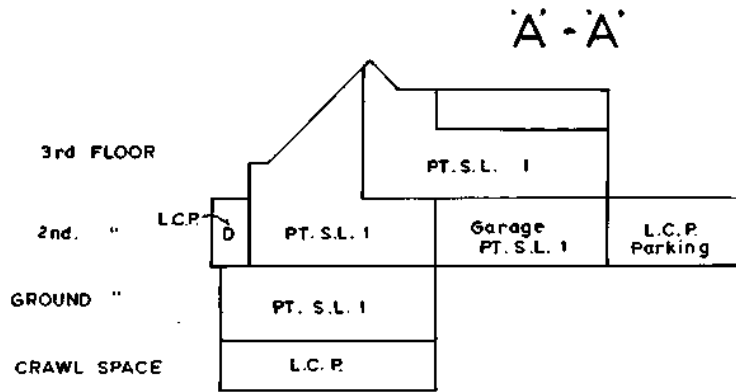 'A' - 'A'
3rd FLOOR
PT. S. L. 1
L.C.P.
2nd. "
D
PT. S.L. 1
Garage
PT. S.L. 1
L. C. P.
Parking
GROUND "
PT. S.L. 1
CRAWL SPACE
L.C.P.